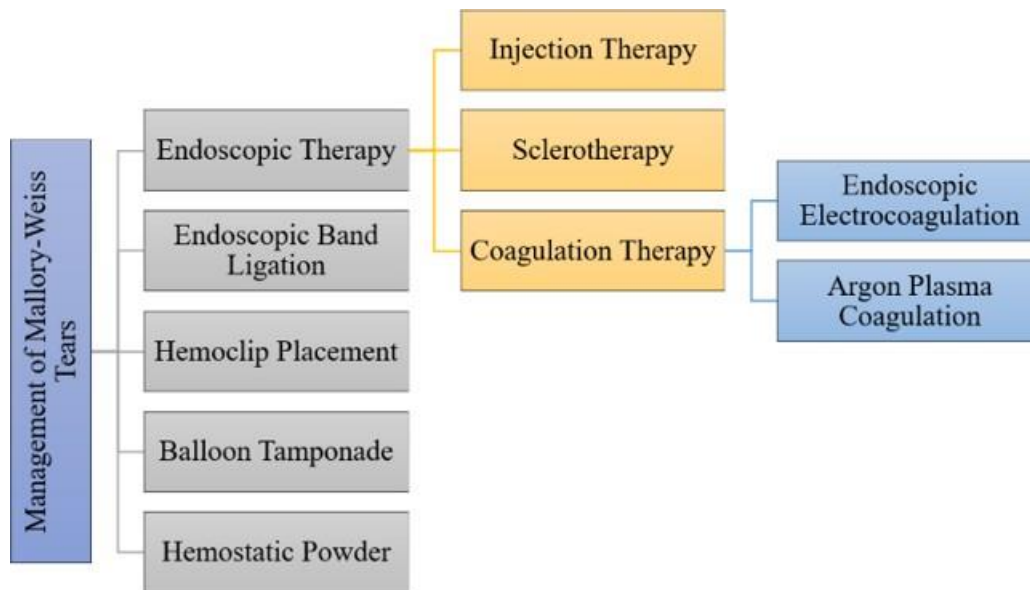 Management of Mallory-Weiss
Tears
Endoscopic Therapy
Endoscopic Band
Ligation
Hemoclip Placement
Balloon Tamponade
Hemostatic Powder
Injection Therapy
Sclerotherapy
Coagulation Therapy
Endoscopic
Electrocoagulation
Argon Plasma
Coagulation